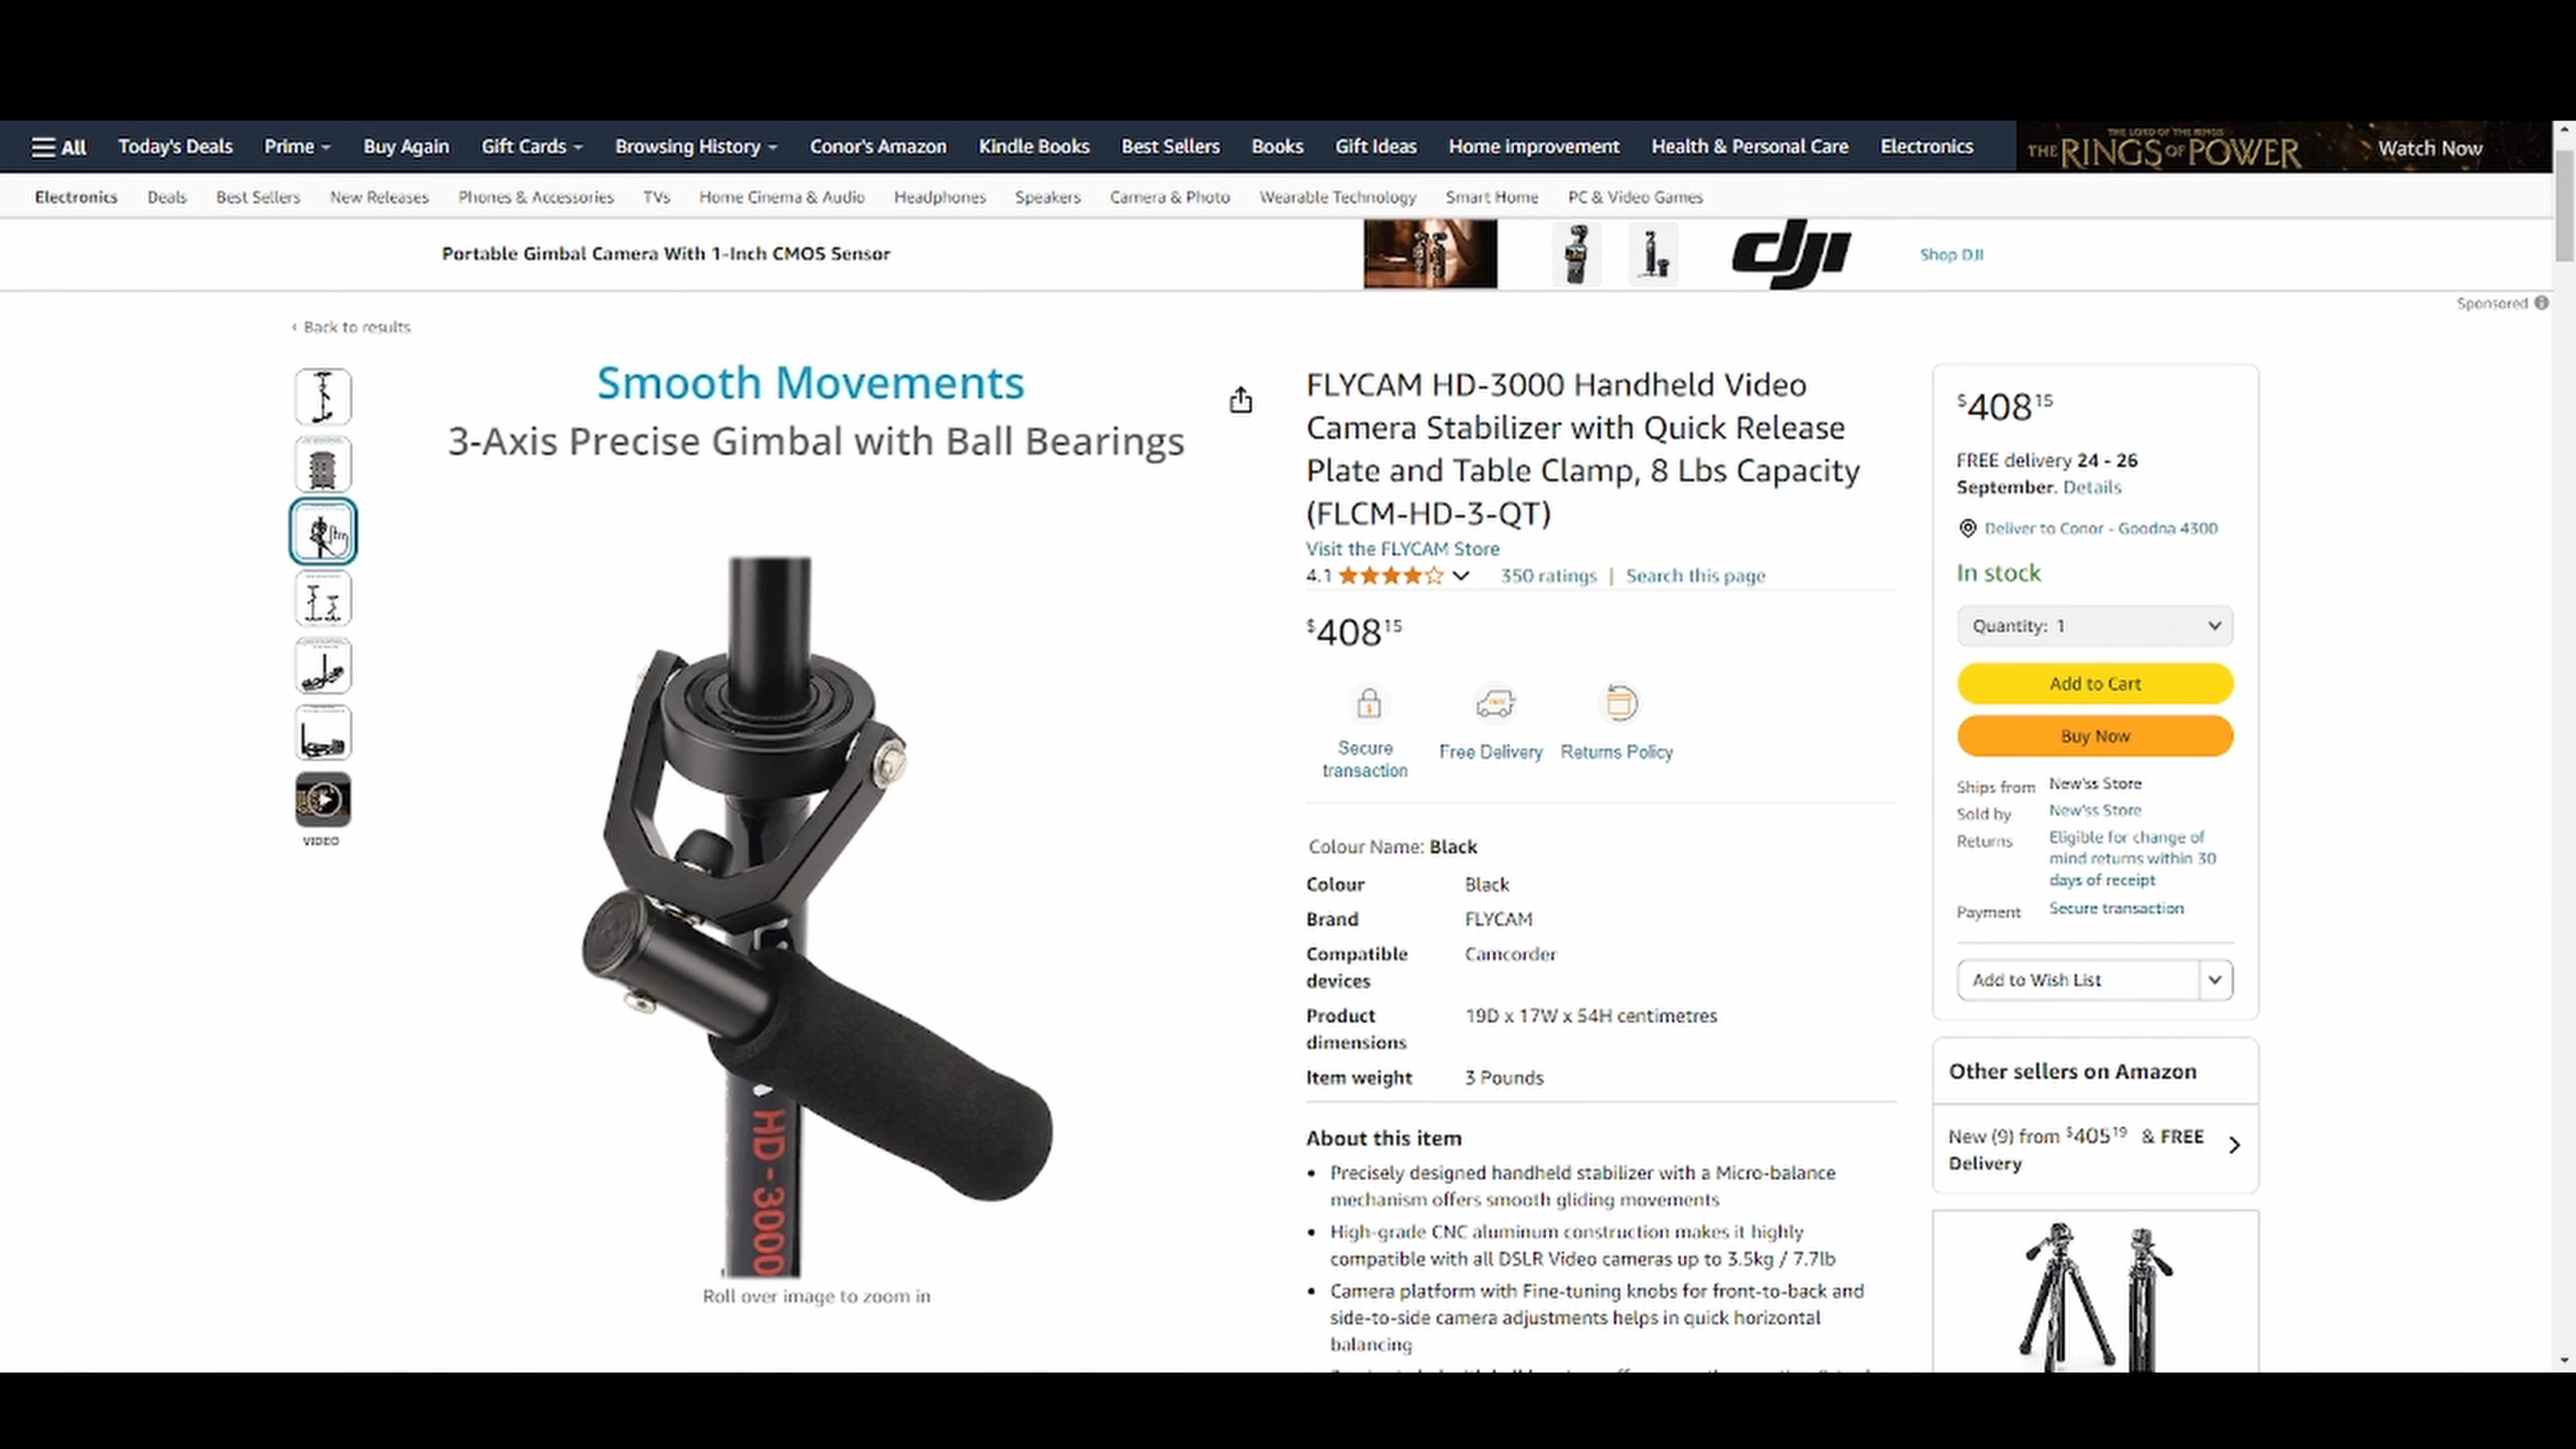 All Today's Deals Prime Buy Again Gift Cards Browsing History Conor's Amazon Kindle Books Best Sellers Books Gift Ideas Home improvement Health & Personal Care Electronics
THE LORD OF THE RINGS
THE RINGS OF POWER Watch Now
Electronics Deals Best Sellers New Releases Phones & Accessories TVs Home Cinema & Audio Headphones Speakers Camera & Photo Wearable Technology Smart Home PC & Video Games
Portable Gimbal Camera With 1-Inch CMOS Sensor
dji
Shop DJI
Sponsored
‹ Back to results
VIDEO
Smooth Movements
3-Axis Precise Gimbal with Ball Bearings
HD-3000
Roll over image to zoom in
FLYCAM HD-3000 Handheld Video
Camera Stabilizer with Quick Release
Plate and Table Clamp, 8 Lbs Capacity
(FLCM-HD-3-QT)
Visit the FLYCAM Store
4.1 350 ratings | Search this page
$408 15
Secure transaction
Free Delivery
Returns Policy
Colour Name: Black
Colour Black
Brand FLYCAM
Compatible devices Camcorder
Product dimensions 19D x 17W x 54H centimetres
Item weight 3 Pounds
About this item
• Precisely designed handheld stabilizer with a Micro-balance
mechanism offers smooth gliding movements
• High-grade CNC aluminum construction makes it highly
compatible with all DSLR Video cameras up to 3.5kg / 7.7lb
• Camera platform with Fine-tuning knobs for front-to-back and
side-to-side camera adjustments helps in quick horizontal
balancing
$408 15
FREE delivery 24 - 26
September. Details
Deliver to Conor - Goodna 4300
In stock
Quantity: 1
Add to Cart
Buy Now
Ships from New'ss Store
Sold by New'ss Store
Returns Eligible for change of
mind returns within 30
days of receipt
Payment Secure transaction
Add to Wish List
Other sellers on Amazon
New (9) from $405 19 & FREE
Delivery